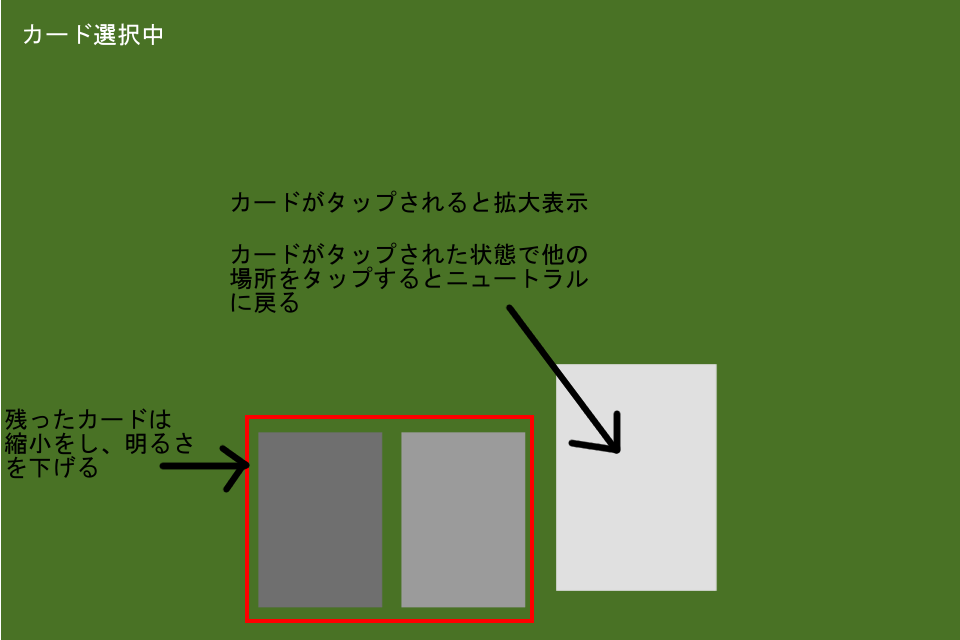 カード選択中
カードがタップされると拡大表示
カードがタップされた状態で他の
場所をタップするとニュートラル
に戻る
残ったカードは
縮小をし、明るさ
を下げる